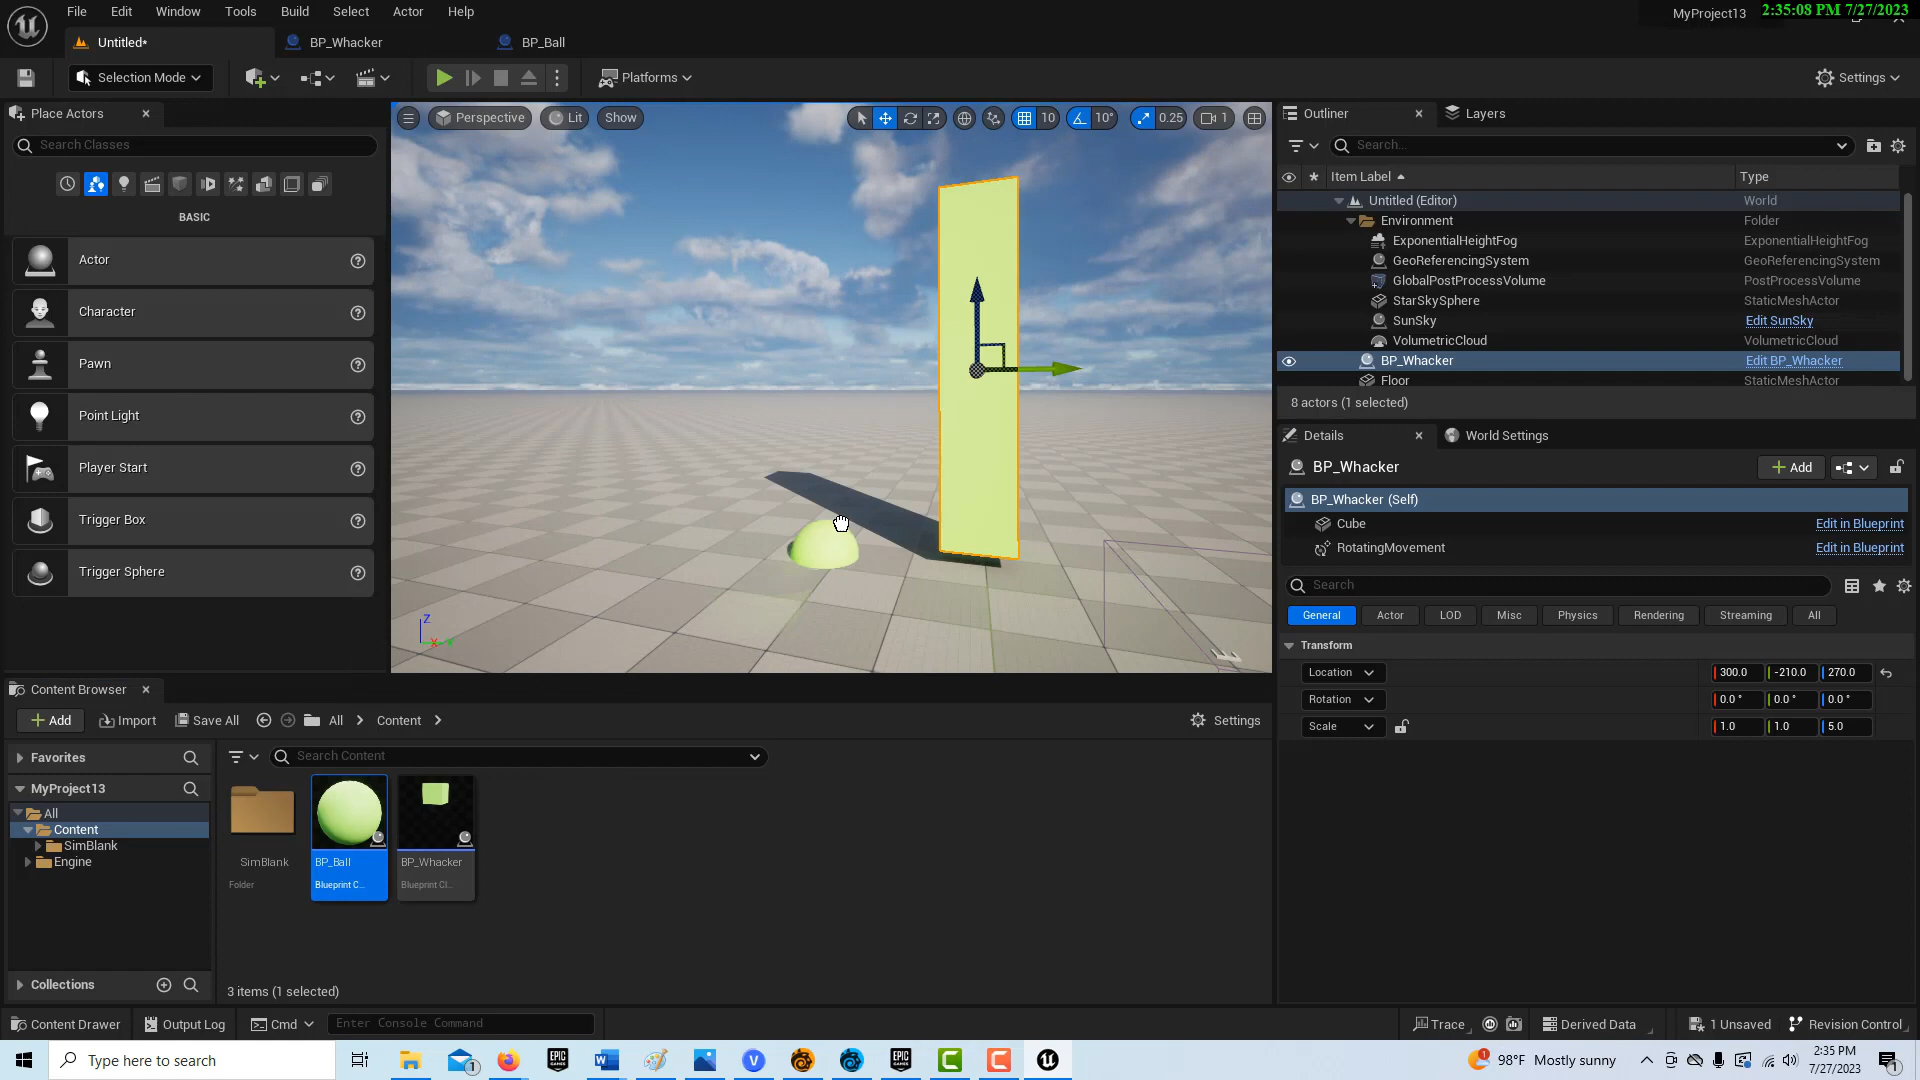 File Edit Window Tools Build Select Actor Help
MyProject13 2:35:08 PM 7/27/2023
Untitled* BP_Whacker BP_Ball
Selection Mode Platforms Settings
Place Actors
Search Classes
BASIC
Actor
Character
Pawn
Point Light
Player Start
Trigger Box
Trigger Sphere
Perspective Lit Show 10 10° 0.25 1
Z
X Y
Outliner Layers
Search...
Item Label Type
Untitled (Editor) World
Environment Folder
ExponentialHeightFog ExponentialHeightFog
GeoReferencingSystem GeoReferencingSystem
GlobalPostProcessVolume PostProcessVolume
StarSkySphere StaticMeshActor
SunSky Edit SunSky
VolumetricCloud VolumetricCloud
BP_Whacker Edit BP_Whacker
Floor StaticMeshActor
8 actors (1 selected)
Details World Settings
BP_Whacker Add
BP_Whacker (Self)
Cube Edit in Blueprint
RotatingMovement Edit in Blueprint
Search
General Actor LOD Misc Physics Rendering Streaming All
Transform
Location 300.0 -210.0 270.0
Rotation 0.0° 0.0° 0.0°
Scale 1.0 1.0 5.0
Content Browser
Add Import Save All All Content Settings
Favorites
Search Content
MyProject13
All
Content
SimBlank
Engine
Collections
SimBlank
Folder
BP_Ball
Blueprint C...
BP_Whacker
Blueprint Cl...
3 items (1 selected)
Content Drawer Output Log Cmd Enter Console Command Trace Derived Data 1 Unsaved Revision Control
Type here to search
98°F Mostly sunny
2:35 PM
7/27/2023